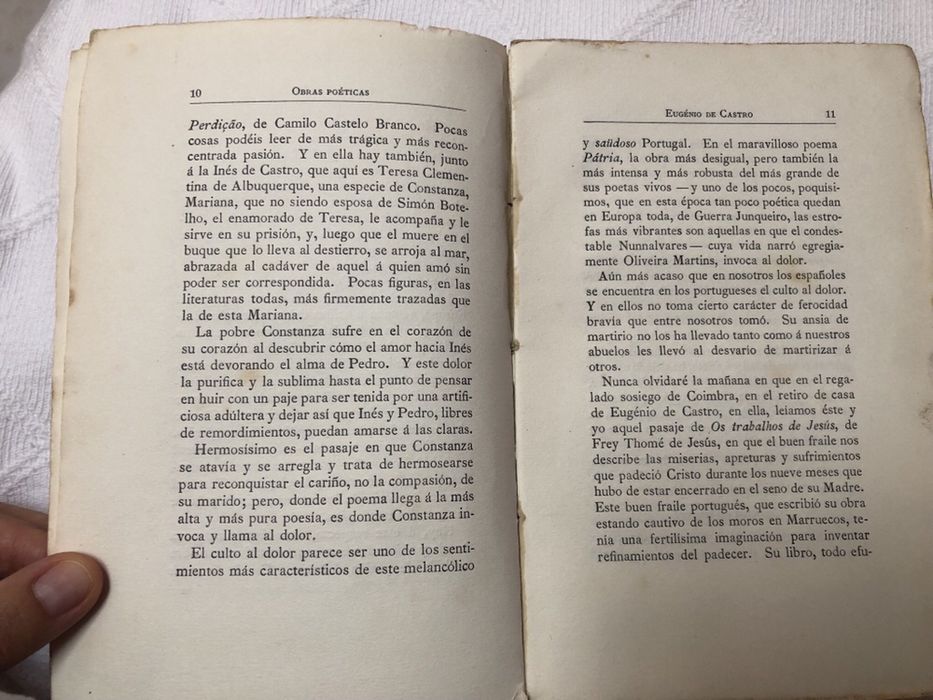 10
OBRAS POÉTICAS
Perdição, de Camilo Castelo Branco. Pocas
cosas podéis leer de más trágica y más recon-
centrada pasión. Y en ella hay también, junto
á la Inés de Castro, que aquí es Teresa Clemen-
tina de Albuquerque, una especie de Constanza,
Mariana, que no siendo esposa de Simón Bote-
lho, el enamorado de Teresa, le acompaña y le
sirve en su prisión, y, luego que el muere en el
buque que lo lleva al destierro, se arroja al mar,
abrazada al cadáver de aquel á quien amó sin
poder ser correspondida. Pocas figuras, en las
literaturas todas, más firmemente trazadas que
la de esta Mariana.
La pobre Constanza sufre en el corazón de
su corazón al descubrir cómo el amor hacia Inés
está devorando el alma de Pedro. Y este dolor
la purifica y la sublima hasta el punto de pensar
en huir con un paje para ser tenida por una artifi-
ciosa adúltera y dejar así que Inés y Pedro, libres
de remordimientos, puedan amarse á las claras.
Hermosísimo es el pasaje en que Constanza
se atavía y se arregla y trata de hermosearse
para reconquistar el cariño, no la compasión, de
su marido; pero, donde el poema llega á la más
alta y más pura poesía, es donde Constanza in-
voca y llama al dolor.
El culto al dolor parece ser uno de los senti-
mientos más característicos de este melancólico
EUGÉNIO DE CASTRO
11
y saüdoso Portugal. En el maravilloso poema
Pátria, la obra más desigual, pero también la
más intensa y más robusta del más grande de
sus poetas vivos — y uno de los pocos, poquísi-
mos, que en esta época tan poco poética quedan
en Europa toda, de Guerra Junqueiro, las estro-
fas más vibrantes son aquellas en que el condes-
table Nunnalvares — cuya vida narró egregia-
mente Oliveira Martins, invoca al dolor.
Aún más acaso que en nosotros los españoles
se encuentra en los portugueses el culto al dolor.
Y en ellos no toma cierto carácter de ferocidad
bravía que entre nosotros tomó. Su ansia de
martirio no los ha llevado tanto como á nuestros
abuelos les llevó al desvario de martirizar á
otros.
Nunca olvidaré la mañana en que en el rega-
lado sosiego de Coimbra, en el retiro de casa
de Eugénio de Castro, en ella, leiamos éste y
yo aquel pasaje de Os trabalhos de Jesús, de
Frey Thomé de Jesús, en que el buen fraile nos
describe las miserias, apreturas y sufrimientos
que padeció Cristo durante los nueve meses que
hubo de estar encerrado en el seno de su Madre.
Este buen fraile portugués, que escribió su obra
estando cautivo de los moros en Marruecos, te-
nía una fertilísima imaginación para inventar
refinamientos del padecer. Su libro, todo efu-